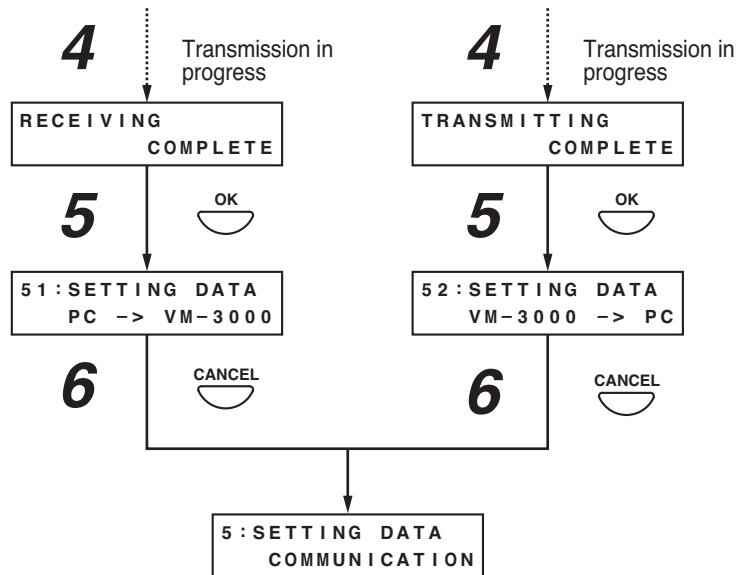 4
Transmission in
progress
RECEIVING
COMPLETE
5
OK
51:SETTING DATA
PC -> VM-3000
6
CANCEL
4
Transmission in
progress
TRANSMITTING
COMPLETE
5
OK
52:SETTING DATA
VM-3000 -> PC
6
CANCEL
5:SETTING DATA
COMMUNICATION